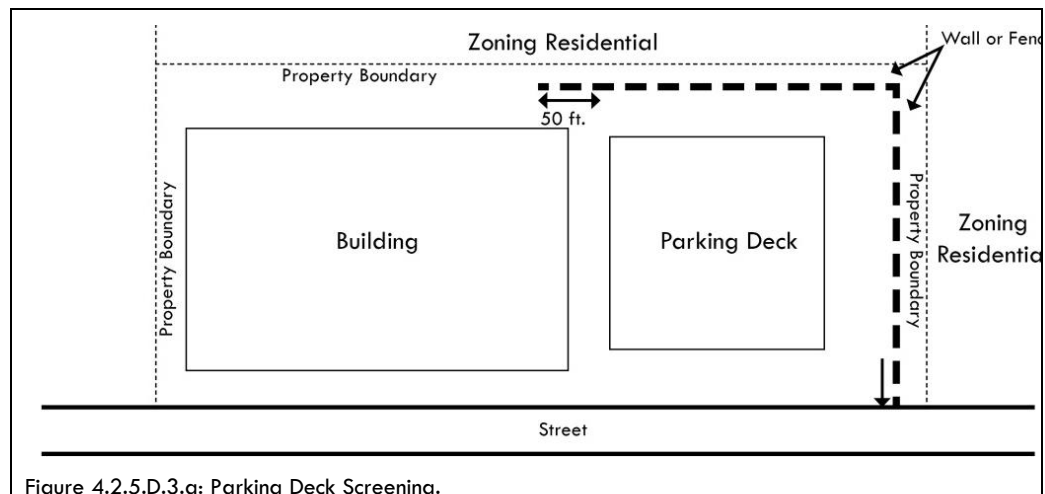 Zoning Residential
Wall or Fenc
Property Boundary
50 ft.
Property Boundary
Building
Parking Deck
Property Boundary
Zoning
Residentia
Street
Figure 4.2.5.D.3.a: Parking Deck Screening.